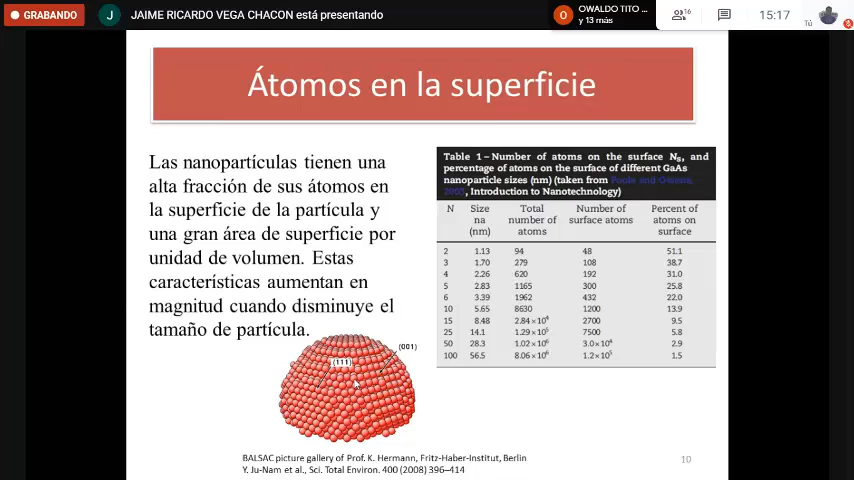 GRABANDO
J
JAIME RICARDO VEGA CHACON está presentando
O
OWALDO TITO ...
y 13 más
16
15:17
Tú
Átomos en la superficie
Las nanopartículas tienen una
alta fracción de sus átomos en
la superficie de la partícula y
una gran área de superficie por
unidad de volumen. Estas
características aumentan en
magnitud cuando disminuye el
tamaño de partícula.
Table 1 – Number of atoms on the surface NS, and
percentage of atoms on the surface of different GaAs
nanoparticle sizes (nm) (taken from Poole and Owens,
2003, Introduction to Nanotechnology)
N Size na (nm) Total number of atoms Number of surface atoms Percent of atoms on surface
2 1.13 94 48 51.1
3 1.70 279 108 38.7
4 2.26 620 192 31.0
5 2.83 1165 300 25.8
6 3.39 1962 432 22.0
10 5.65 8630 1200 13.9
15 8.48 2.84×10⁴ 2700 9.5
25 14.1 1.29×10⁵ 7500 5.8
50 28.3 1.02×10⁶ 3.0×10⁴ 2.9
100 56.5 8.06×10⁶ 1.2×10⁵ 1.5
(001)
(111)
BALSAC picture gallery of Prof. K. Hermann, Fritz-Haber-Institut, Berlin
Y. Ju-Nam et al., Sci. Total Environ. 400 (2008) 396–414
10